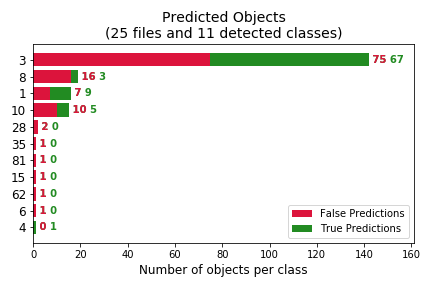 Predicted Objects
(25 files and 11 detected classes)
3 75 67
8 16 3
1 7 9
10 10 5
28 2 0
35 1 0
81 1 0
15 1 0
62 1 0
6 1 0
4 0 1
False Predictions
True Predictions
0 20 40 60 80 100 120 140 160
Number of objects per class